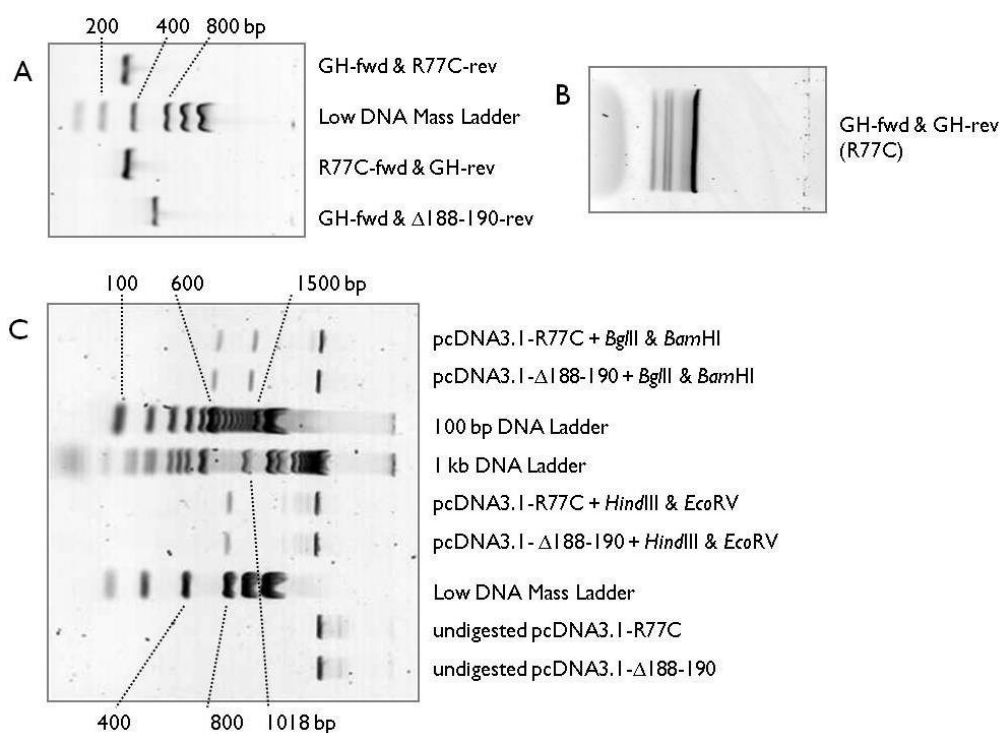 200 400 800 bp
A
GH-fwd & R77C-rev
Low DNA Mass Ladder
R77C-fwd & GH-rev
GH-fwd & Δ188-190-rev
B
GH-fwd & GH-rev
(R77C)
100 600 1500 bp
C
pcDNA3.1-R77C + BglII & BamHI
pcDNA3.1-Δ188-190 + BglII & BamHI
100 bp DNA Ladder
1 kb DNA Ladder
pcDNA3.1-R77C + HindIII & EcoRV
pcDNA3.1- Δ188-190 + HindIII & EcoRV
Low DNA Mass Ladder
undigested pcDNA3.1-R77C
undigested pcDNA3.1-Δ188-190
400 800 1018 bp